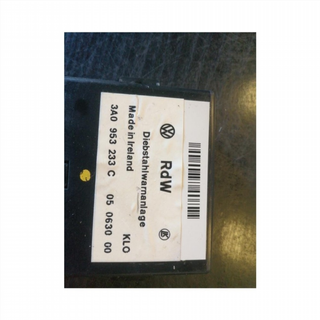 RdW
Diebstahlwarnanlage
Made in Ireland KLO
3A0 953 233 C 05 0630 00